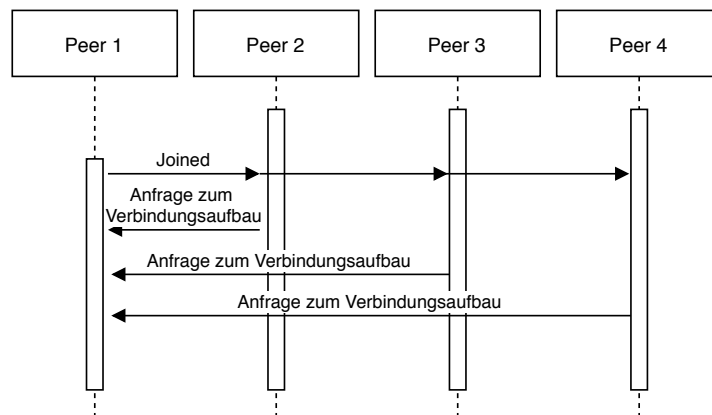 Peer 1
Peer 2
Peer 3
Peer 4
Joined
Anfrage zum
Verbindungsaufbau
Anfrage zum Verbindungsaufbau
Anfrage zum Verbindungsaufbau